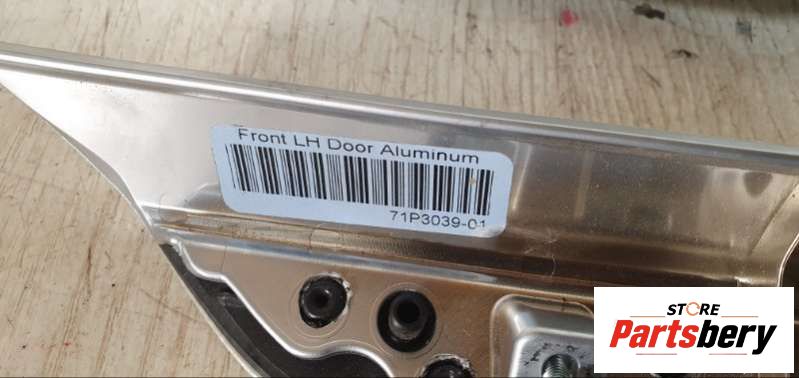 Front LH Door Aluminum
71P3039-01
STORE
Partsbery